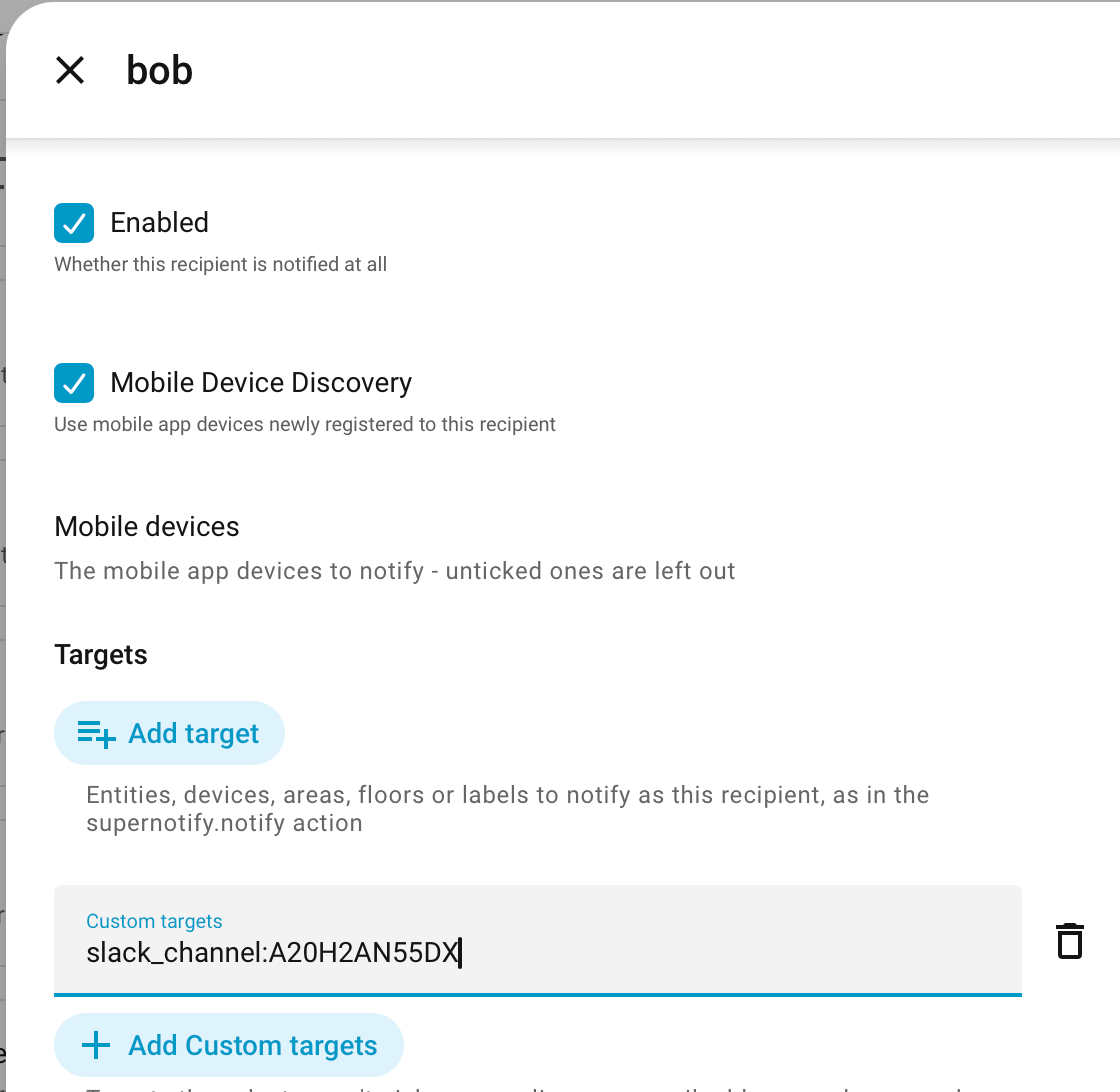 bob
Enabled
Whether this recipient is notified at all
Mobile Device Discovery
Use mobile app devices newly registered to this recipient
Mobile devices
The mobile app devices to notify - unticked ones are left out
Targets
Add target
Entities, devices, areas, floors or labels to notify as this recipient, as in the
supernotify.notify action
Custom targets
slack_channel:A20H2AN55DX
Add Custom targets